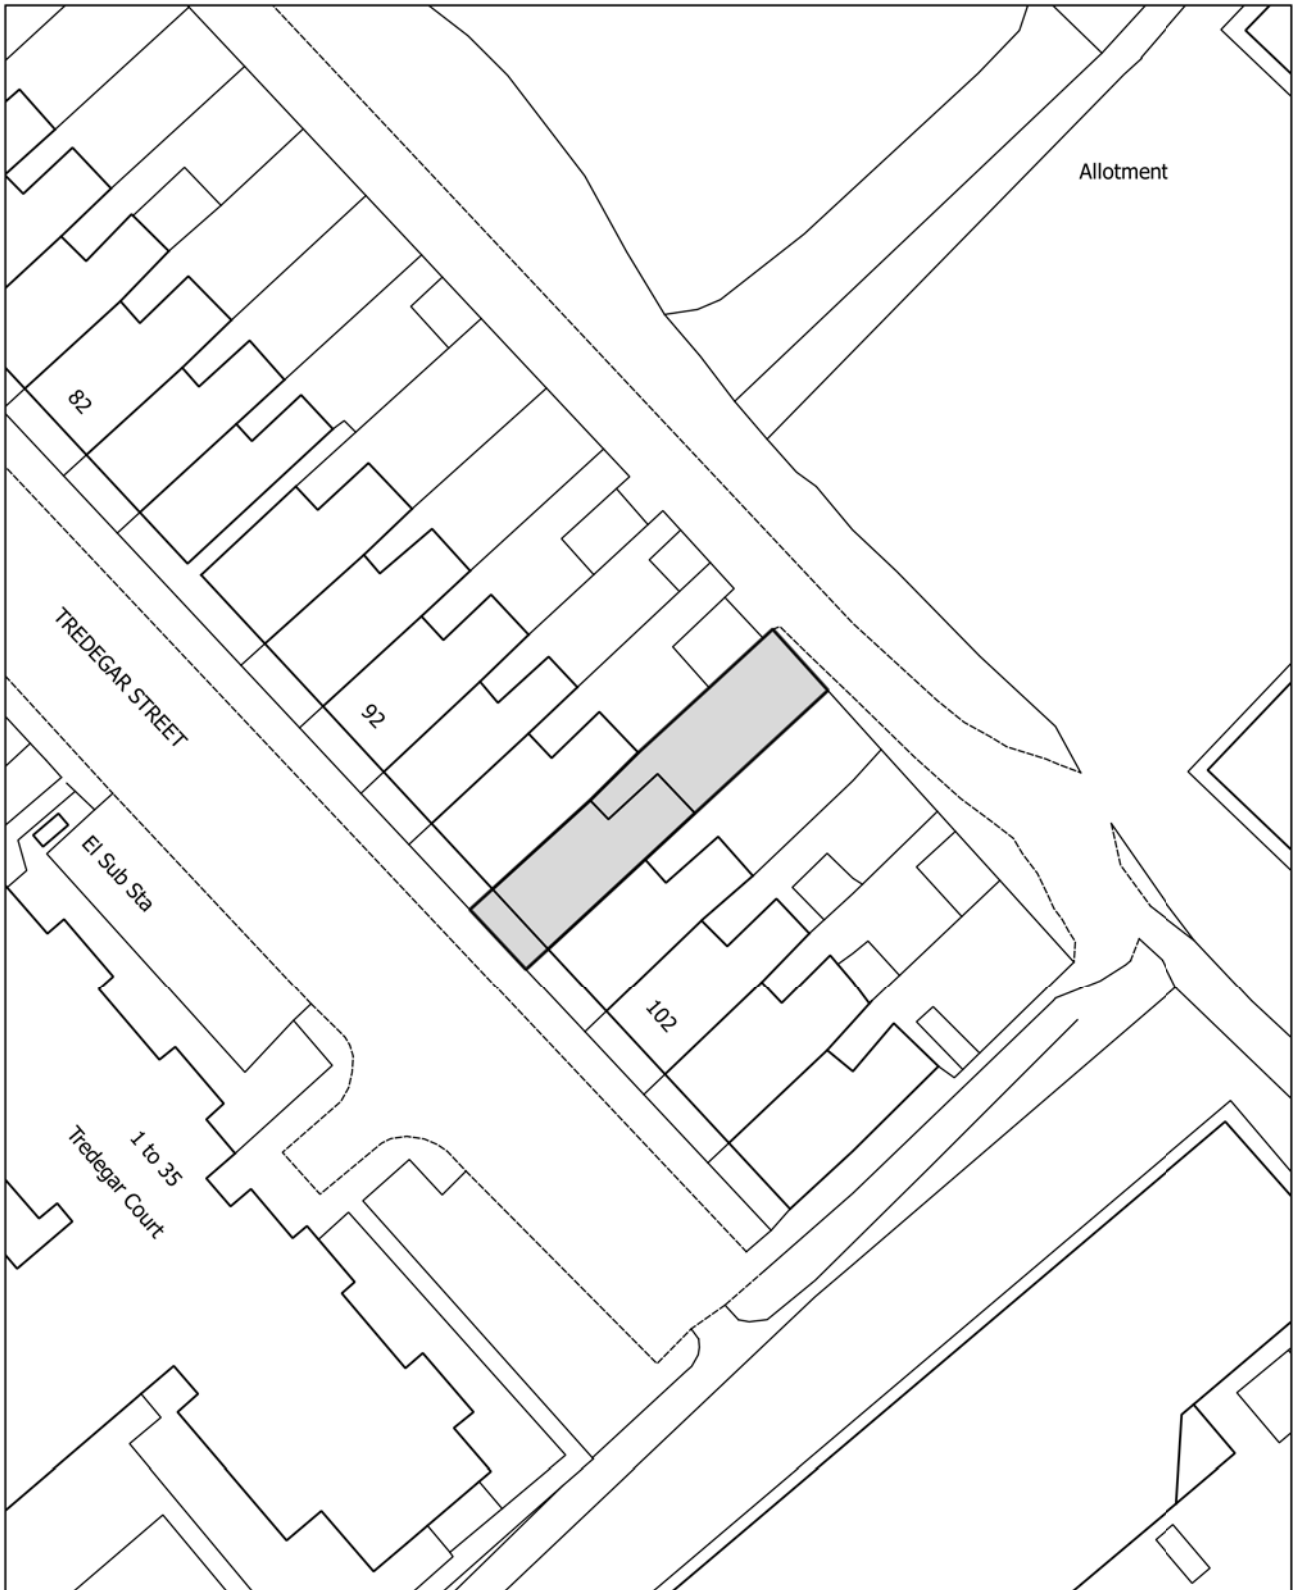 Allotment
82
TREDEGAR STREET
92
El Sub Sta
102
1 to 35
Tredegar Court